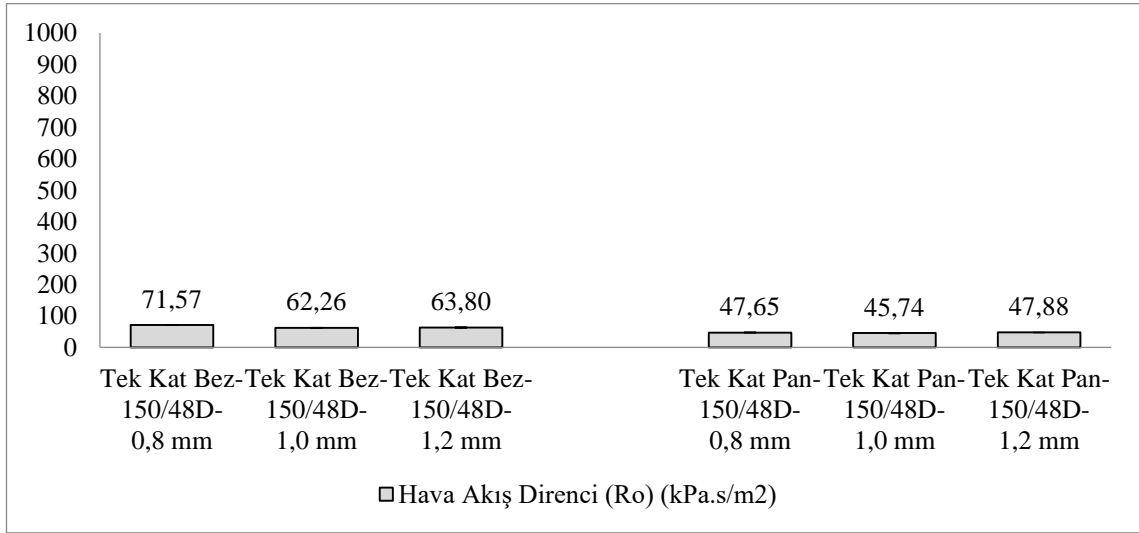 1000
900
800
700
600
500
400
300
200
100
0
71,57
62,26
63,80
47,65
45,74
47,88
Tek Kat Bez-
150/48D-
0,8 mm
Tek Kat Bez-
150/48D-
1,0 mm
Tek Kat Bez-
150/48D-
1,2 mm
Tek Kat Pan-
150/48D-
0,8 mm
Tek Kat Pan-
150/48D-
1,0 mm
Tek Kat Pan-
150/48D-
1,2 mm
Hava Akış Direnci (Ro) (kPa.s/m2)